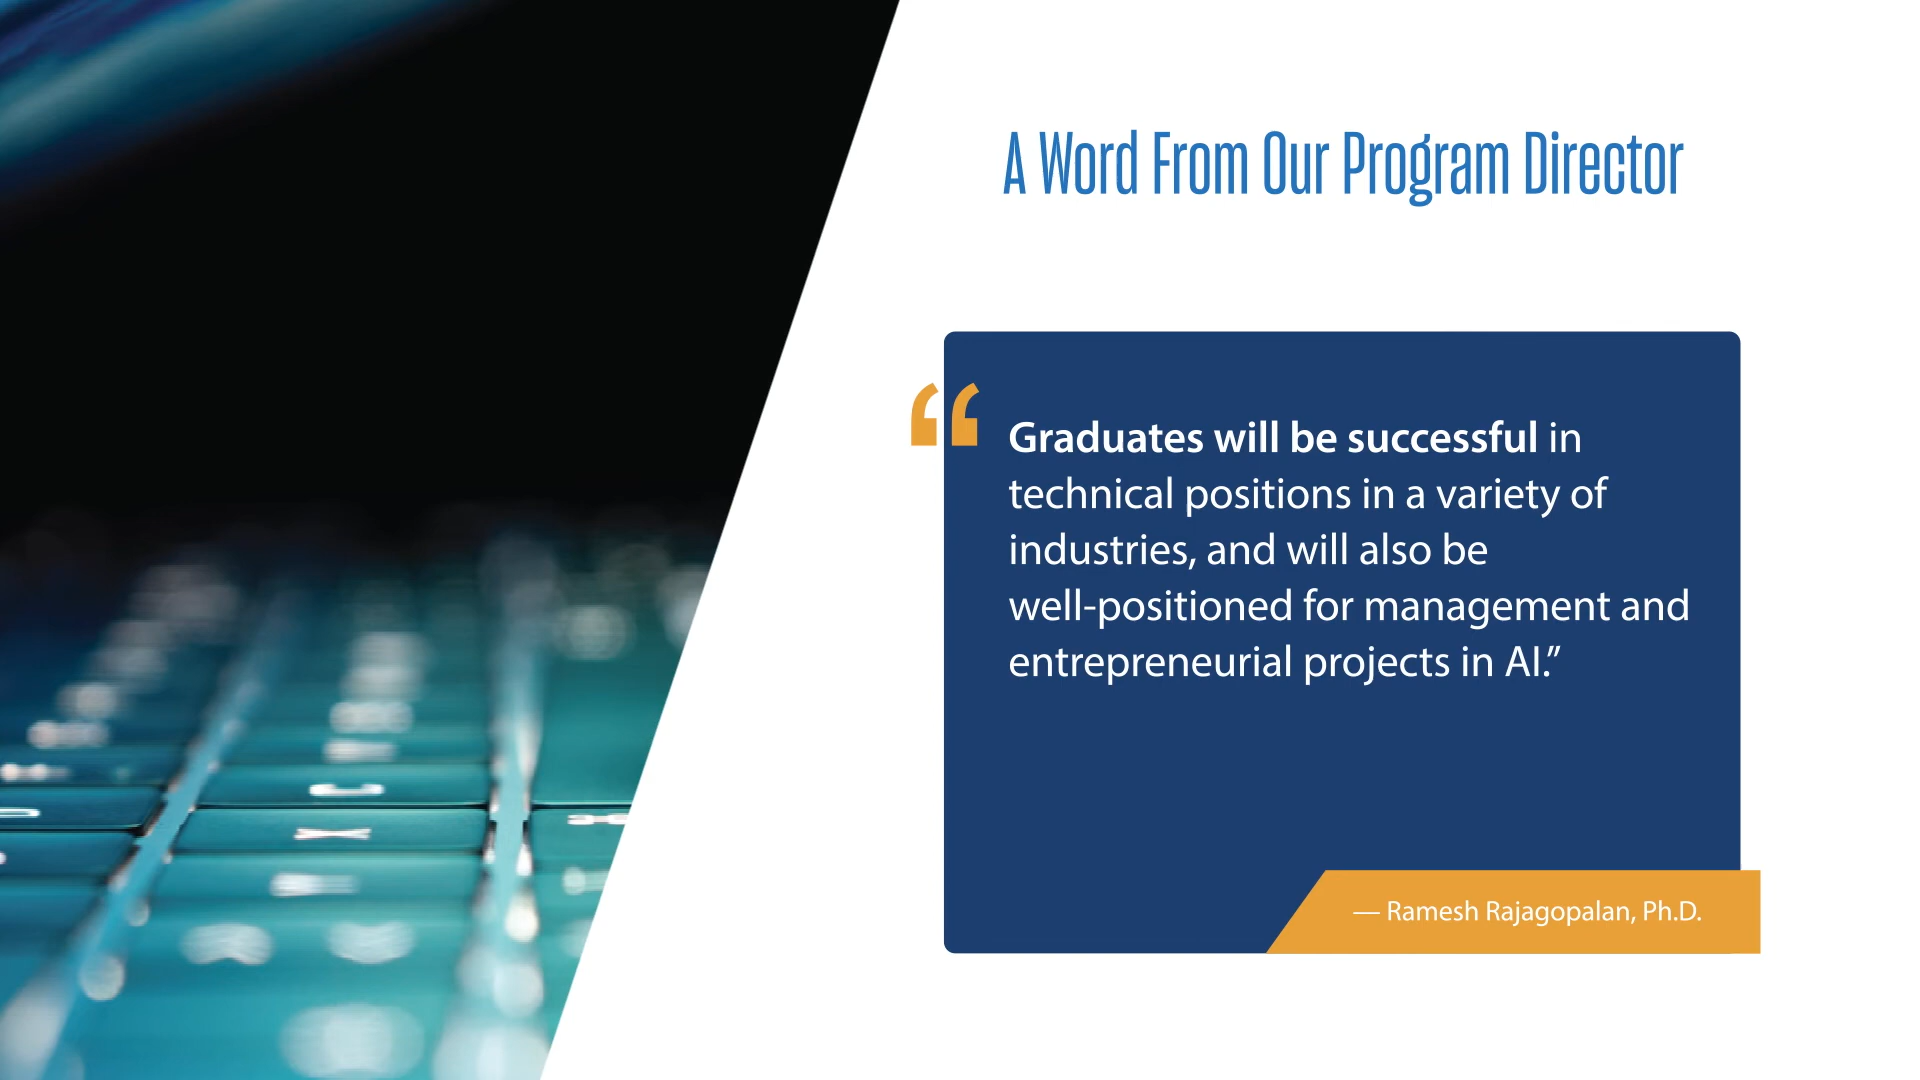 A Word From Our Program Director
“
Graduates will be successful in
technical positions in a variety of
industries, and will also be
well-positioned for management and
entrepreneurial projects in AI.”
— Ramesh Rajagopalan, Ph.D.